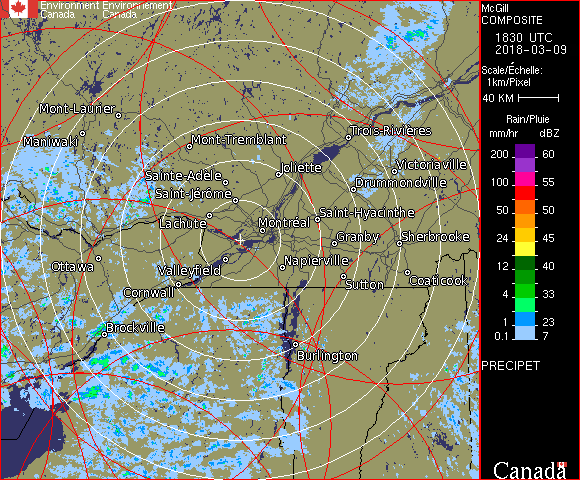 Environment Environnement
Canada Canada
Mont-Laurier
Maniwaki
Mont-Tremblant
Trois-Rivières
Sainte-Adèle
Joliette
Victoriaville
Saint-Jérôme
Drummondville
Lachute
Montréal
Saint-Hyacinthe
Granby
Sherbrooke
Ottawa
Valleyfield
Napierville
Cornwall
Sutton
Coaticook
Brockville
Burlington
McGill
COMPOSITE
1830 UTC
2018-03-09
Scale/Échelle:
1km/Pixel
40 KM
Rain/Pluie
mm/hr dBZ
200 60
150 57
100 55
50 50
24 45
12 40
4 33
1 23
0.1 7
PRECIPET
Canada